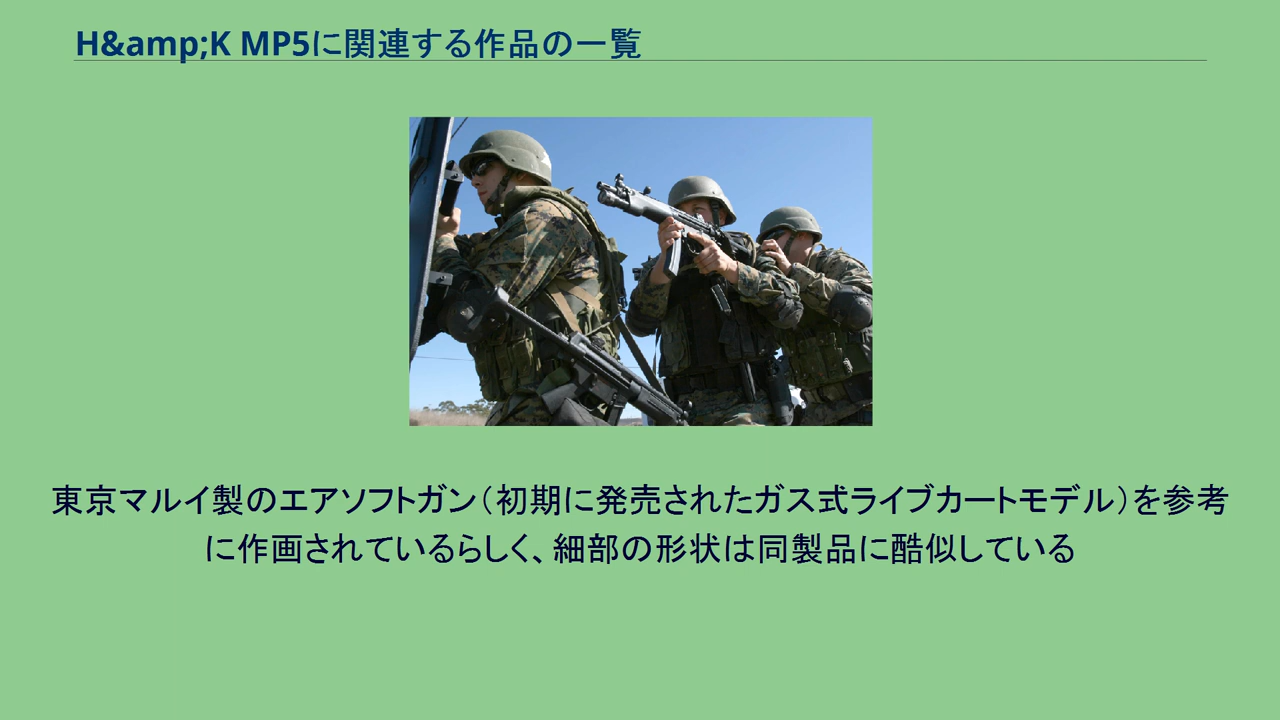 H&amp;K MP5に関連する作品の一覧
東京マルイ製のエアソフトガン（初期に発売されたガス式ライブカートモデル）を参考
に作画されているらしく、細部の形状は同製品に酷似している